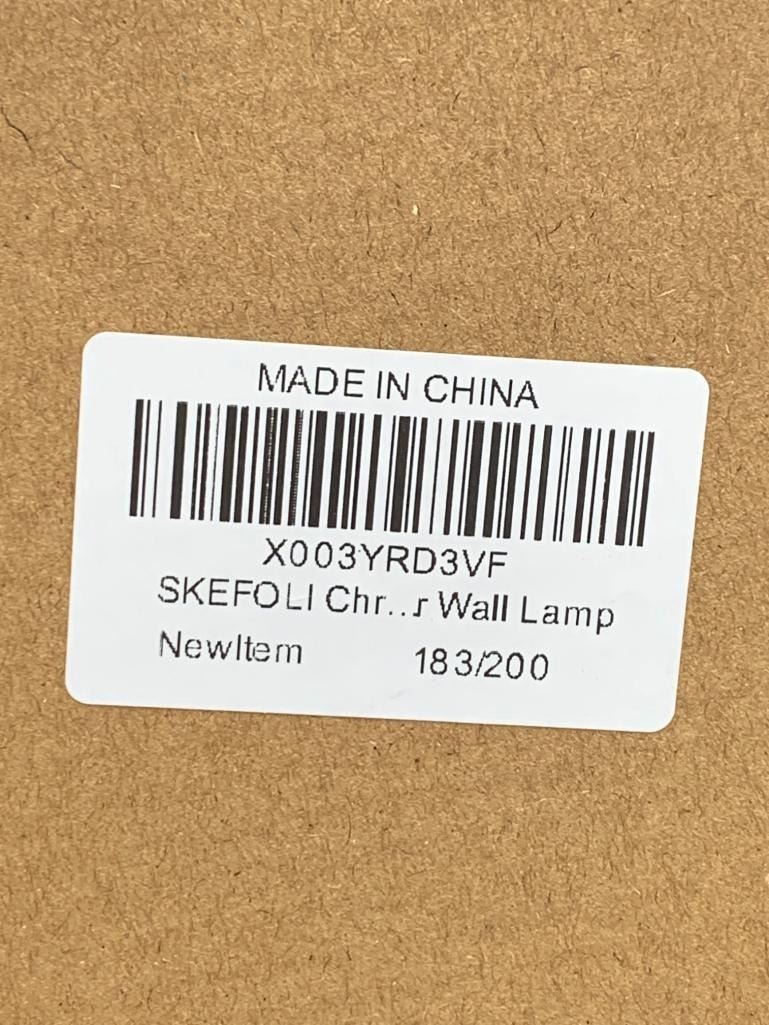 MADE IN CHINA
X003YRD3VF
SKEFOLI Chr...r Wall Lamp
NewItem 183/200